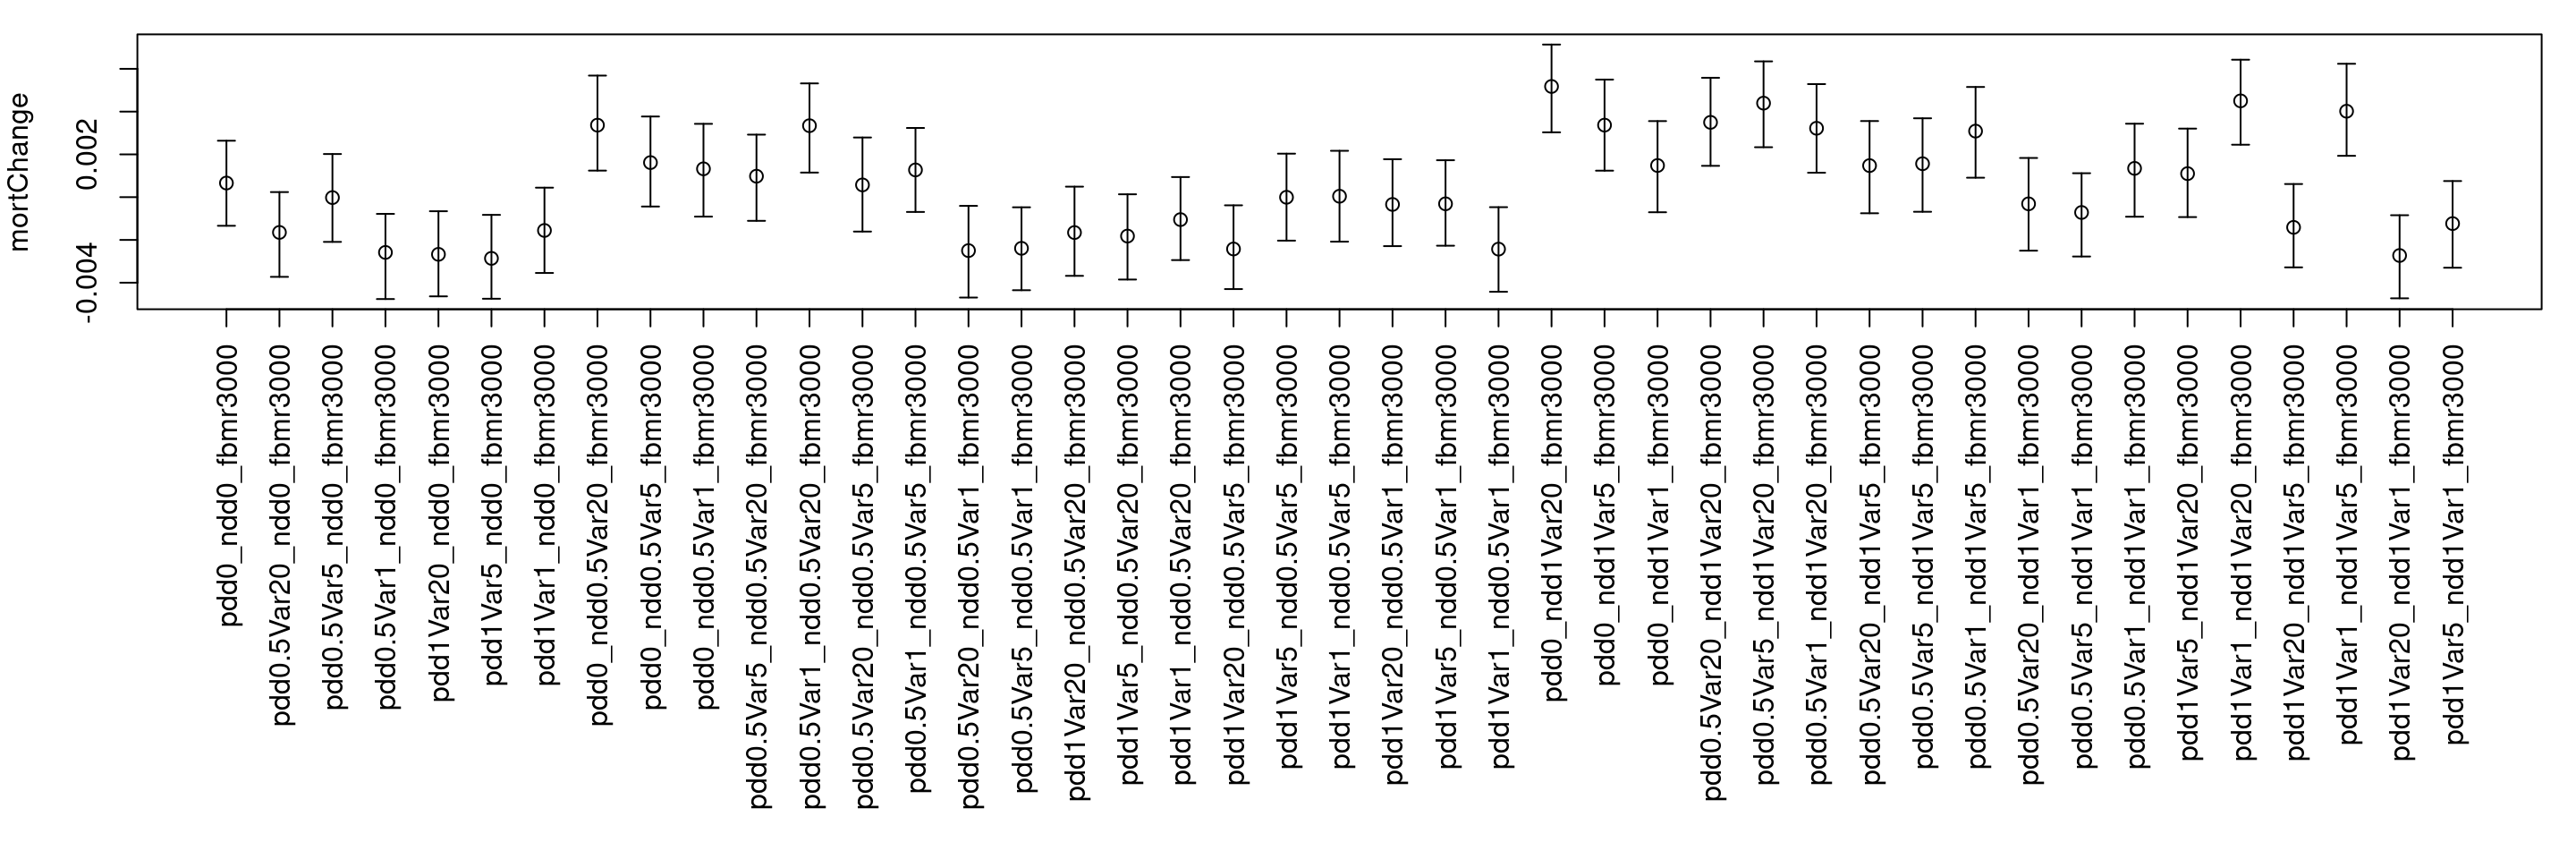 mortChange
0.002
-0.004
pdd0_ndd0_fbmr3000
pdd0.5Var20_ndd0_fbmr3000
pdd0.5Var5_ndd0_fbmr3000
pdd0.5Var1_ndd0_fbmr3000
pdd1Var20_ndd0_fbmr3000
pdd1Var5_ndd0_fbmr3000
pdd1Var1_ndd0_fbmr3000
pdd0_ndd0.5Var20_fbmr3000
pdd0_ndd0.5Var5_fbmr3000
pdd0_ndd0.5Var1_fbmr3000
pdd0.5Var5_ndd0.5Var20_fbmr3000
pdd0.5Var1_ndd0.5Var20_fbmr3000
pdd0.5Var20_ndd0.5Var5_fbmr3000
pdd0.5Var1_ndd0.5Var5_fbmr3000
pdd0.5Var20_ndd0.5Var1_fbmr3000
pdd0.5Var5_ndd0.5Var1_fbmr3000
pdd1Var20_ndd0.5Var20_fbmr3000
pdd1Var5_ndd0.5Var20_fbmr3000
pdd1Var1_ndd0.5Var20_fbmr3000
pdd1Var20_ndd0.5Var5_fbmr3000
pdd1Var5_ndd0.5Var5_fbmr3000
pdd1Var1_ndd0.5Var5_fbmr3000
pdd1Var20_ndd0.5Var1_fbmr3000
pdd1Var5_ndd0.5Var1_fbmr3000
pdd1Var1_ndd0.5Var1_fbmr3000
pdd0_ndd1Var20_fbmr3000
pdd0_ndd1Var5_fbmr3000
pdd0_ndd1Var1_fbmr3000
pdd0.5Var20_ndd1Var20_fbmr3000
pdd0.5Var5_ndd1Var20_fbmr3000
pdd0.5Var1_ndd1Var20_fbmr3000
pdd0.5Var20_ndd1Var5_fbmr3000
pdd0.5Var5_ndd1Var5_fbmr3000
pdd0.5Var1_ndd1Var5_fbmr3000
pdd0.5Var20_ndd1Var1_fbmr3000
pdd0.5Var5_ndd1Var1_fbmr3000
pdd0.5Var1_ndd1Var1_fbmr3000
pdd1Var5_ndd1Var20_fbmr3000
pdd1Var1_ndd1Var20_fbmr3000
pdd1Var20_ndd1Var5_fbmr3000
pdd1Var1_ndd1Var5_fbmr3000
pdd1Var20_ndd1Var1_fbmr3000
pdd1Var5_ndd1Var1_fbmr3000